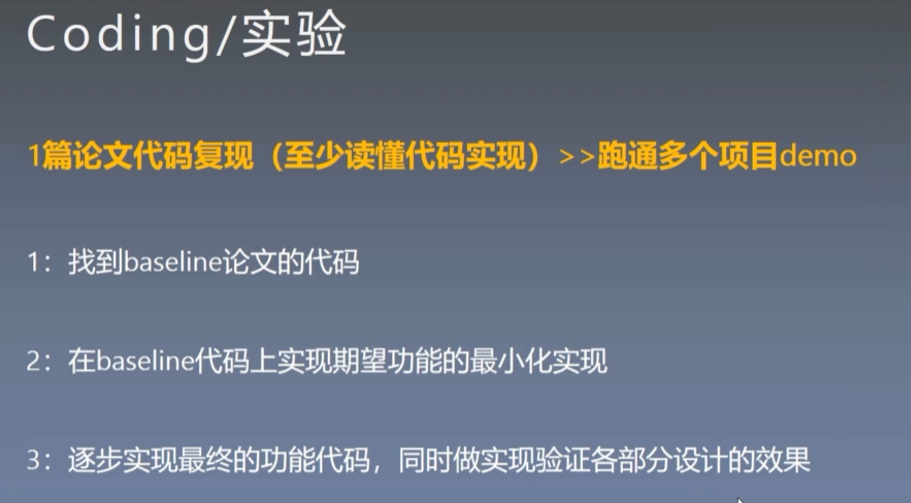 Coding/实验
1篇论文代码复现（至少读懂代码实现）>>跑通多个项目demo
1：找到baseline论文的代码
2：在baseline代码上实现期望功能的最小化实现
3：逐步实现最终的功能代码，同时做实现验证各部分设计的效果